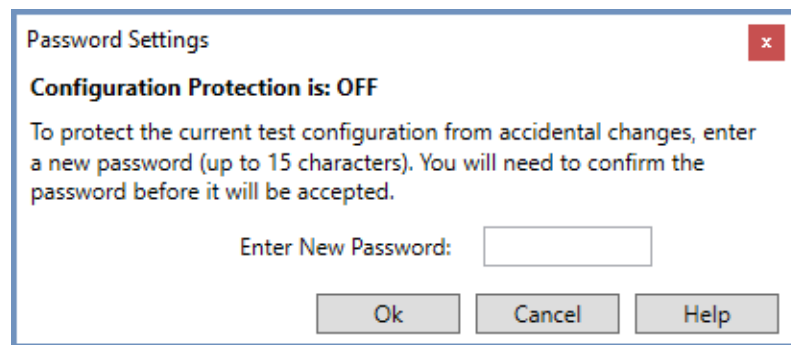 Password Settings
x
Configuration Protection is: OFF
To protect the current test configuration from accidental changes, enter
a new password (up to 15 characters). You will need to confirm the
password before it will be accepted.
Enter New Password:
Ok Cancel Help